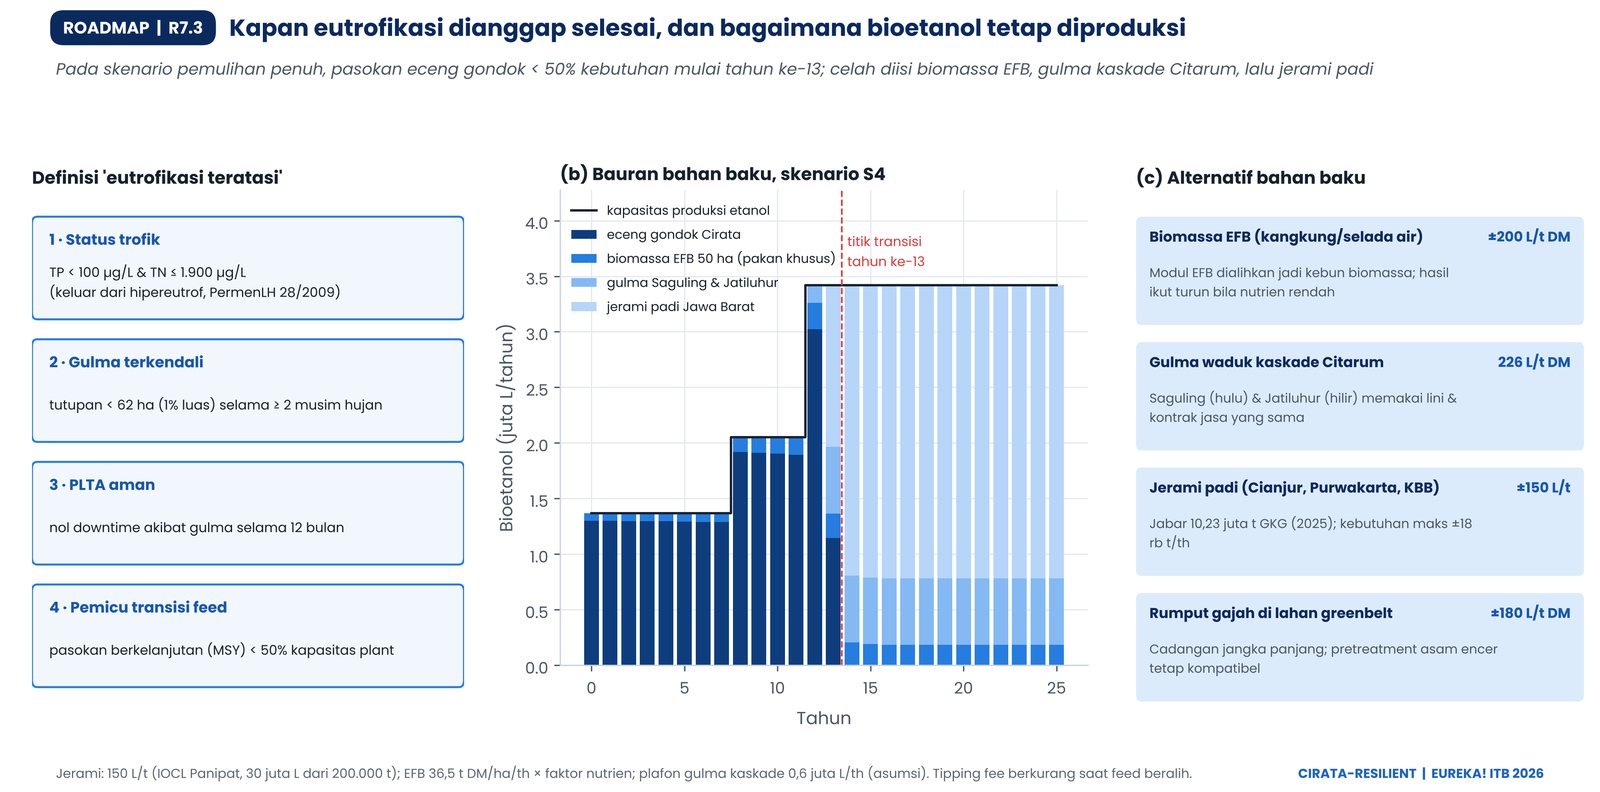 ROADMAP | R7.3
Kapan eutrofikasi dianggap selesai, dan bagaimana bioetanol tetap diproduksi
Pada skenario pemulihan penuh, pasokan eceng gondok < 50% kebutuhan mulai tahun ke-13; celah diisi biomassa EFB, gulma kaskade Citarum, lalu jerami padi
Definisi 'eutrofikasi teratasi'
1 · Status trofik
TP < 100 µg/L & TN ≤ 1.900 µg/L
(keluar dari hipereutrof, PermenLH 28/2009)
2 · Gulma terkendali
tutupan < 62 ha (1% luas) selama ≥ 2 musim hujan
3 · PLTA aman
nol downtime akibat gulma selama 12 bulan
4 · Pemicu transisi feed
pasokan berkelanjutan (MSY) < 50% kapasitas plant
(b) Bauran bahan baku, skenario S4
kapasitas produksi etanol
eceng gondok Cirata
biomassa EFB 50 ha (pakan khusus)
gulma Saguling & Jatiluhur
jerami padi Jawa Barat
titik transisi
tahun ke-13
Bioetanol (juta L/tahun)
4.0
3.5
3.0
2.5
2.0
1.5
1.0
0.5
0.0
0 5 10 15 20 25
Tahun
(c) Alternatif bahan baku
Biomassa EFB (kangkung/selada air) ±200 L/t DM
Modul EFB dialihkan jadi kebun biomassa; hasil
ikut turun bila nutrien rendah
Gulma waduk kaskade Citarum 226 L/t DM
Saguling (hulu) & Jatiluhur (hilir) memakai lini &
kontrak jasa yang sama
Jerami padi (Cianjur, Purwakarta, KBB) ±150 L/t
Jabar 10,23 juta t GKG (2025); kebutuhan maks ±18
rb t/th
Rumput gajah di lahan greenbelt ±180 L/t DM
Cadangan jangka panjang; pretreatment asam encer
tetap kompatibel
Jerami: 150 L/t (IOCL Panipat, 30 juta L dari 200.000 t); EFB 36,5 t DM/ha/th × faktor nutrien; plafon gulma kaskade 0,6 juta L/th (asumsi). Tipping fee berkurang saat feed beralih.
CIRATA-RESILIENT | EUREKA! ITB 2026